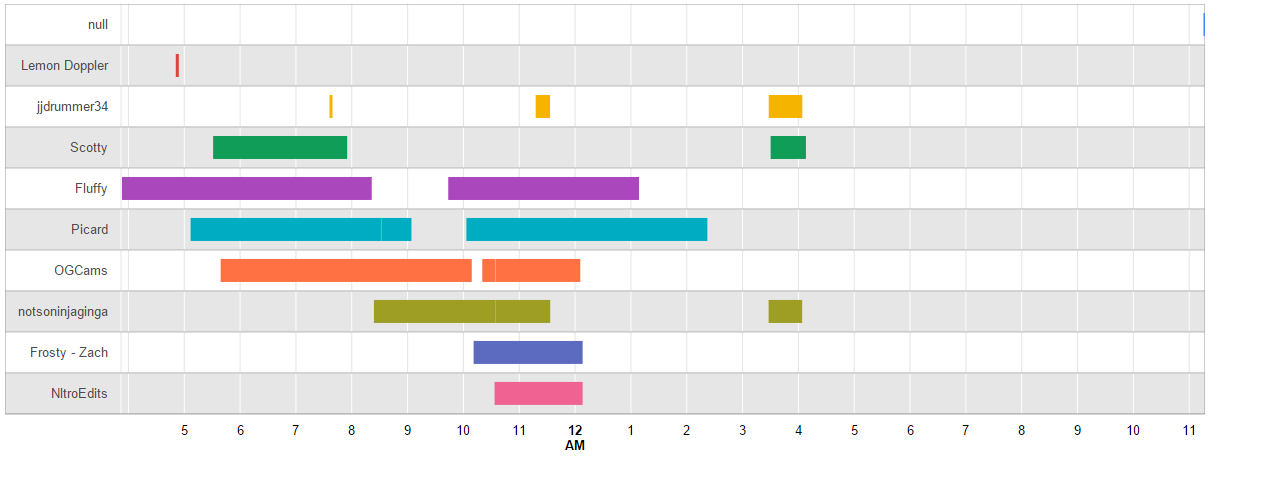 null
Lemon Doppler
jjdrummer34
Scotty
Fluffy
Picard
OGCams
notsoninjaginga
Frosty - Zach
NItroEdits
5 6 7 8 9 10 11 12 1 2 3 4 5 6 7 8 9 10 11
AM